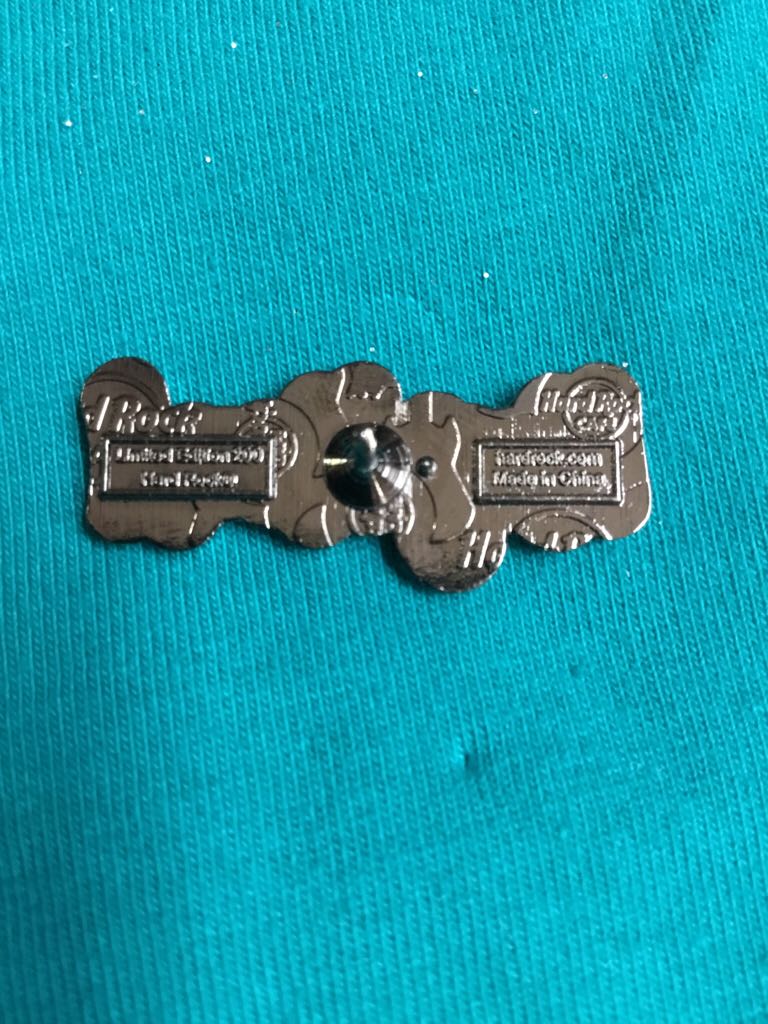 d Rock
Hard Rock
CAFE
Limited Edition 200
Hard Rock
hardrock.com
Made in China